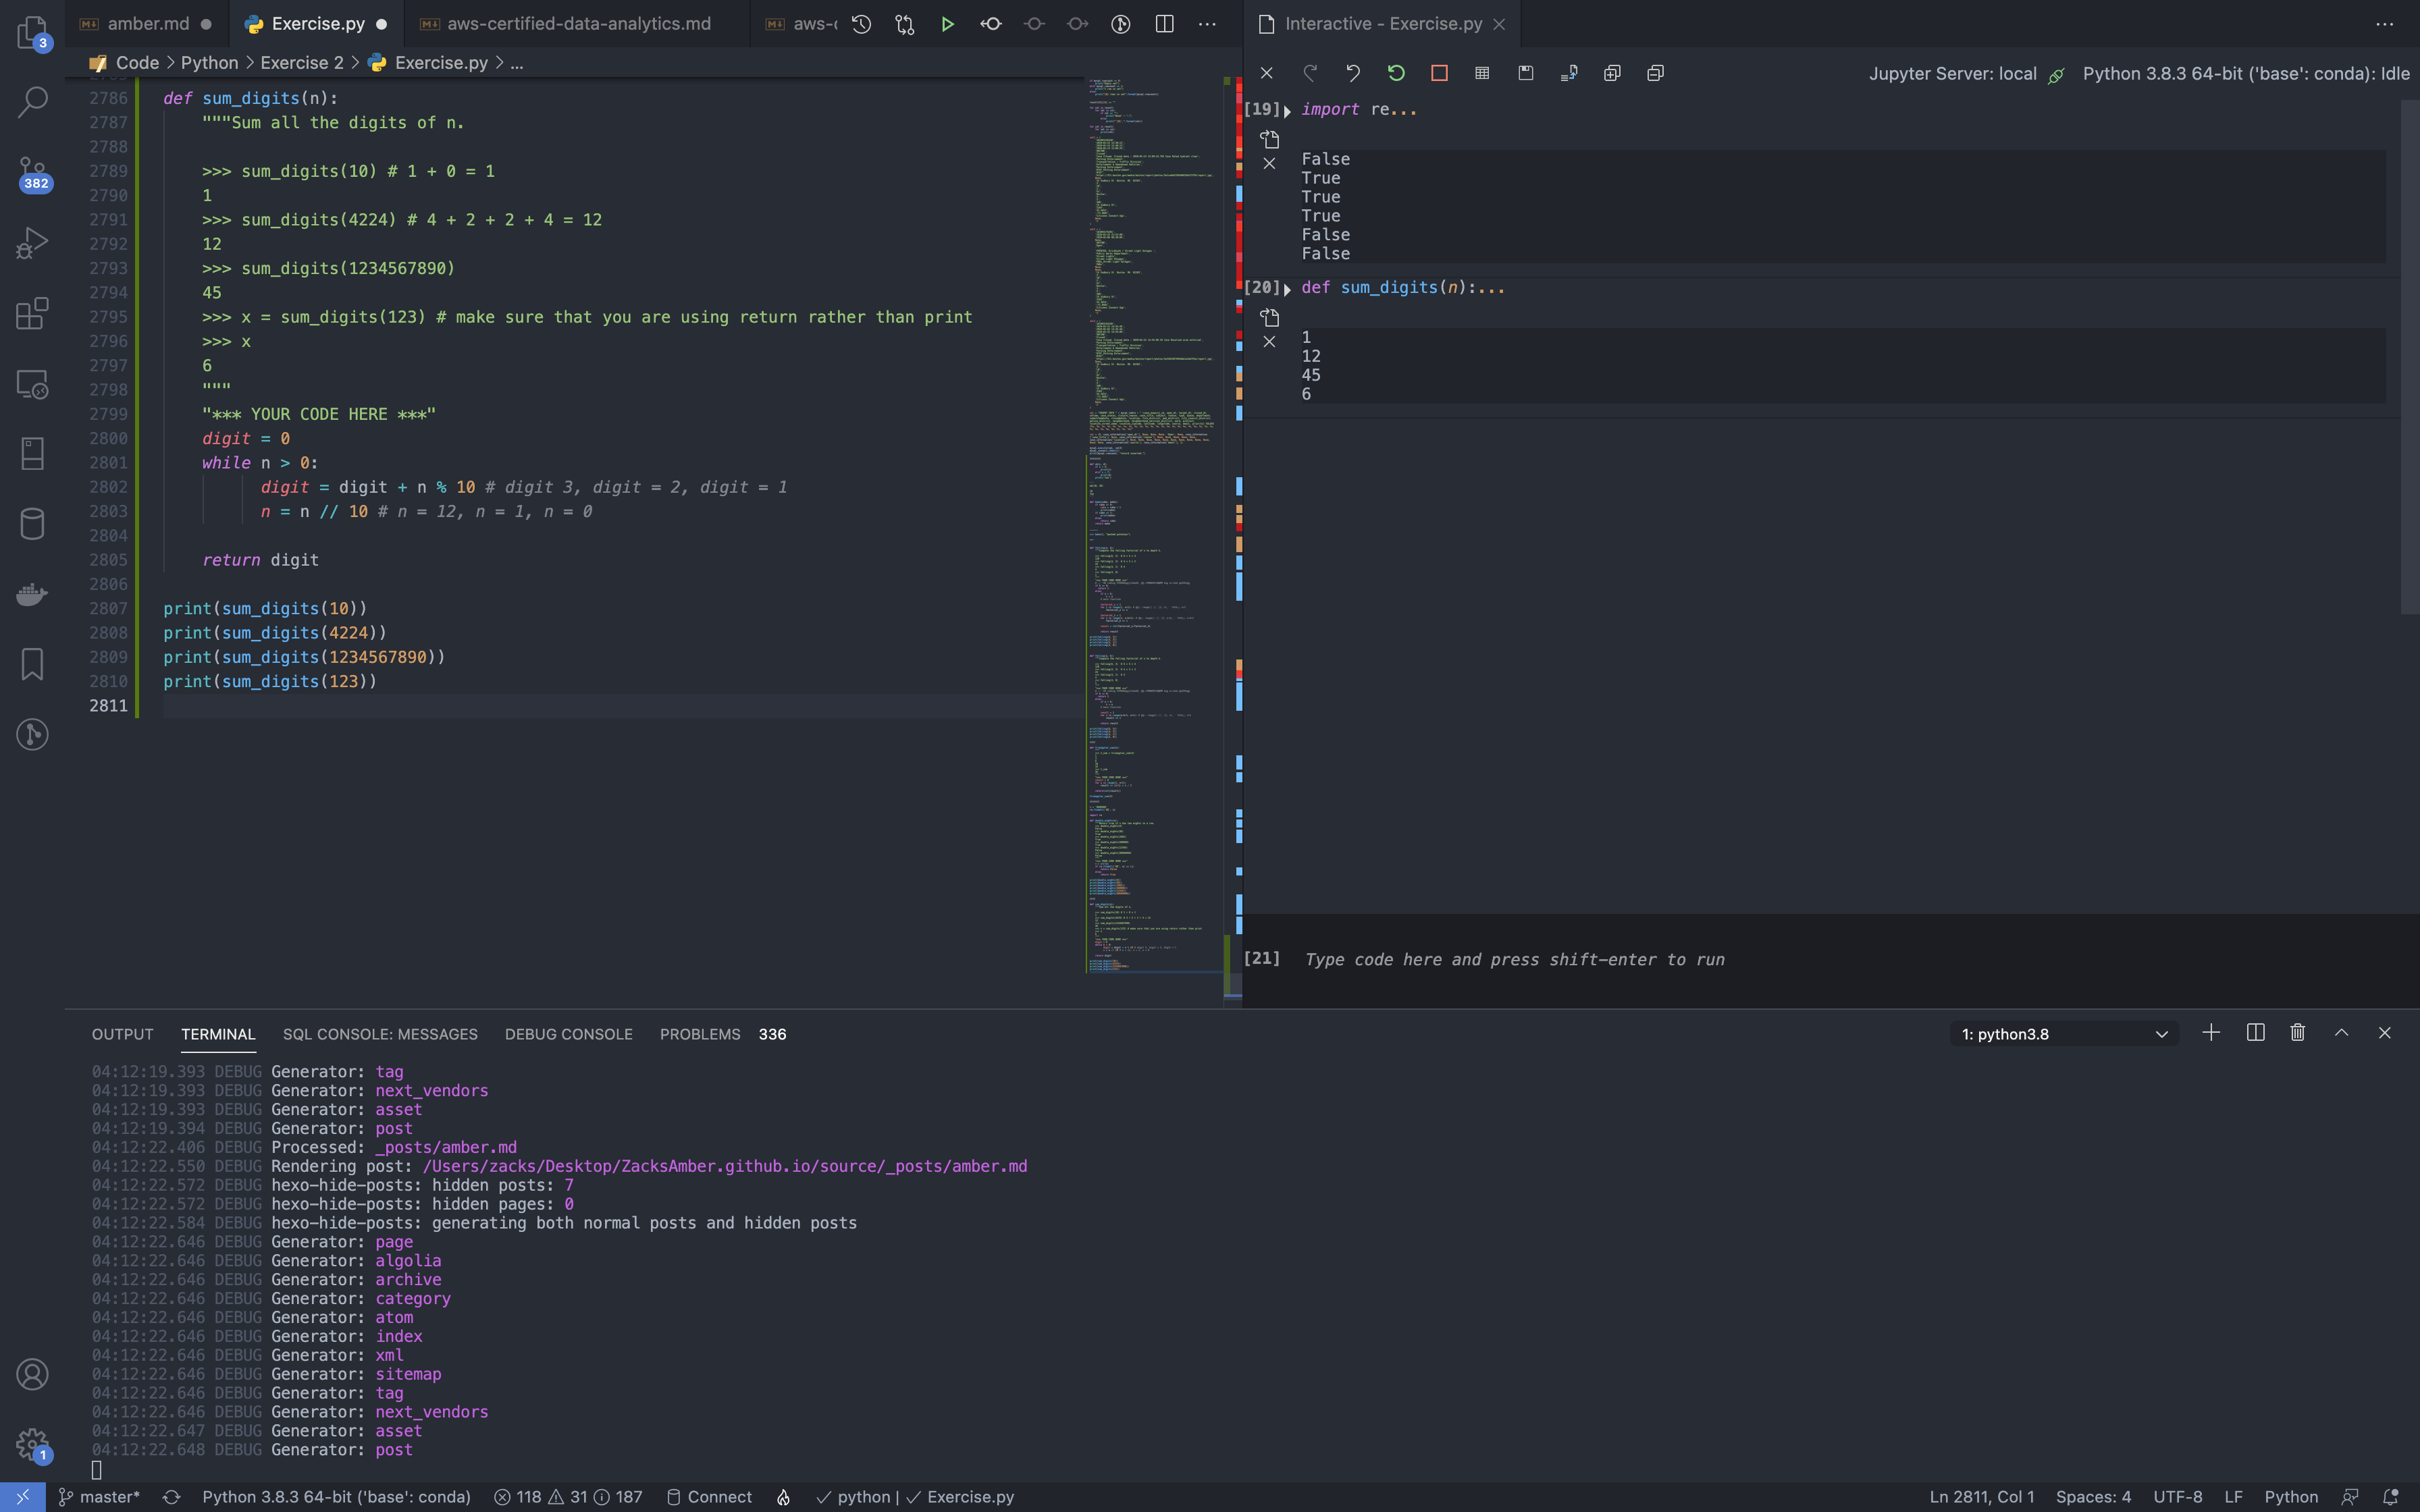 3
382
1
amber.md
Exercise.py
aws-certified-data-analytics.md
aws-c
Code > Python > Exercise 2 > Exercise.py > ...
2786 def sum_digits(n):
2787 """Sum all the digits of n.
2788
2789 >>> sum_digits(10) # 1 + 0 = 1
2790 1
2791 >>> sum_digits(4224) # 4 + 2 + 2 + 4 = 12
2792 12
2793 >>> sum_digits(1234567890)
2794 45
2795 >>> x = sum_digits(123) # make sure that you are using return rather than print
2796 >>> x
2797 6
2798 """
2799 "*** YOUR CODE HERE ***"
2800 digit = 0
2801 while n > 0:
2802 digit = digit + n % 10 # digit 3, digit = 2, digit = 1
2803 n = n // 10 # n = 12, n = 1, n = 0
2804
2805 return digit
2806
2807 print(sum_digits(10))
2808 print(sum_digits(4224))
2809 print(sum_digits(1234567890))
2810 print(sum_digits(123))
2811
Interactive - Exercise.py
Jupyter Server: local
Python 3.8.3 64-bit ('base': conda): Idle
[19] import re...
False
True
True
True
False
False
[20] def sum_digits(n):...
1
12
45
6
[21] Type code here and press shift-enter to run
OUTPUT TERMINAL SQL CONSOLE: MESSAGES DEBUG CONSOLE PROBLEMS 336
1: python3.8
04:12:19.393 DEBUG Generator: tag
04:12:19.393 DEBUG Generator: next_vendors
04:12:19.393 DEBUG Generator: asset
04:12:19.394 DEBUG Generator: post
04:12:22.406 DEBUG Processed: _posts/amber.md
04:12:22.550 DEBUG Rendering post: /Users/zacks/Desktop/ZacksAmber.github.io/source/_posts/amber.md
04:12:22.572 DEBUG hexo-hide-posts: hidden posts: 7
04:12:22.572 DEBUG hexo-hide-posts: hidden pages: 0
04:12:22.584 DEBUG hexo-hide-posts: generating both normal posts and hidden posts
04:12:22.646 DEBUG Generator: page
04:12:22.646 DEBUG Generator: algolia
04:12:22.646 DEBUG Generator: archive
04:12:22.646 DEBUG Generator: category
04:12:22.646 DEBUG Generator: atom
04:12:22.646 DEBUG Generator: index
04:12:22.646 DEBUG Generator: xml
04:12:22.646 DEBUG Generator: sitemap
04:12:22.646 DEBUG Generator: tag
04:12:22.646 DEBUG Generator: next_vendors
04:12:22.647 DEBUG Generator: asset
04:12:22.648 DEBUG Generator: post
master* Python 3.8.3 64-bit ('base': conda) 118 31 187 Connect python | Exercise.py Ln 2811, Col 1 Spaces: 4 UTF-8 LF Python